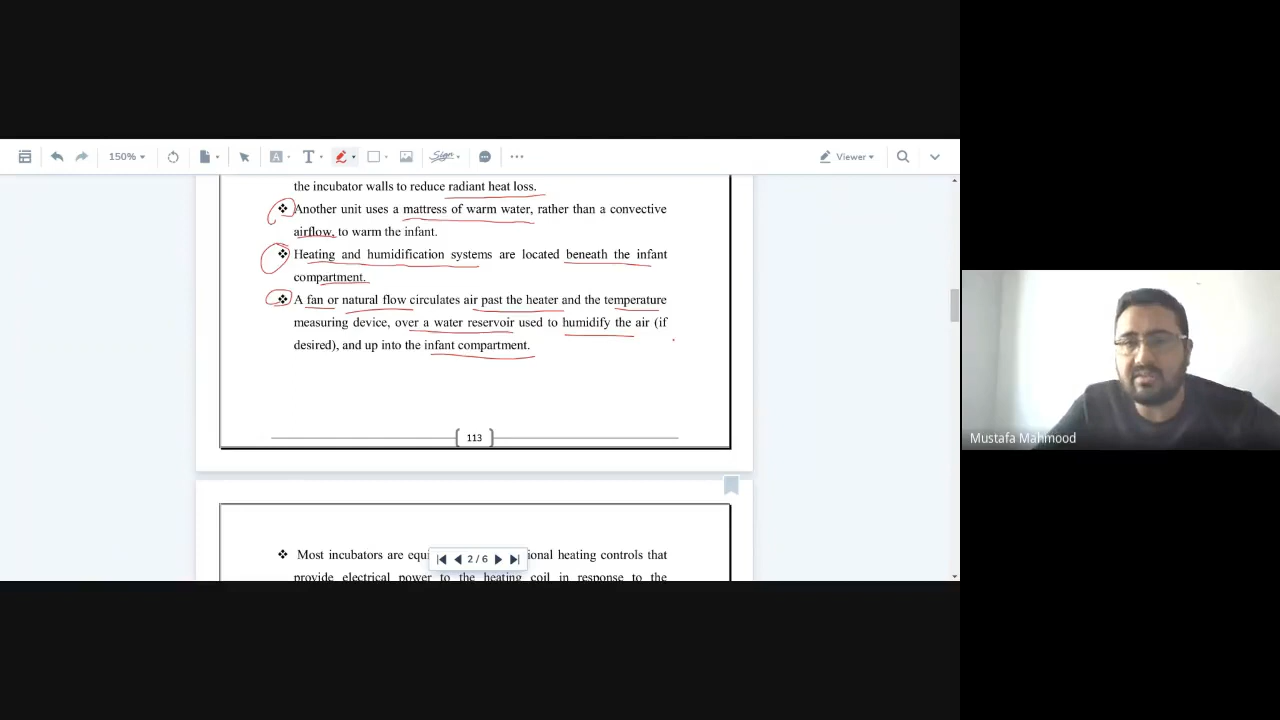 150%
Sign
Viewer
the incubator walls to reduce radiant heat loss.
❖ Another unit uses a mattress of warm water, rather than a convective
airflow, to warm the infant.
❖ Heating and humidification systems are located beneath the infant
compartment.
❖ A fan or natural flow circulates air past the heater and the temperature
measuring device, over a water reservoir used to humidify the air (if
desired), and up into the infant compartment.
113
❖ Most incubators are equi ional heating controls that
2 / 6
provide electrical power to the heating coil in response to the
Mustafa Mahmood